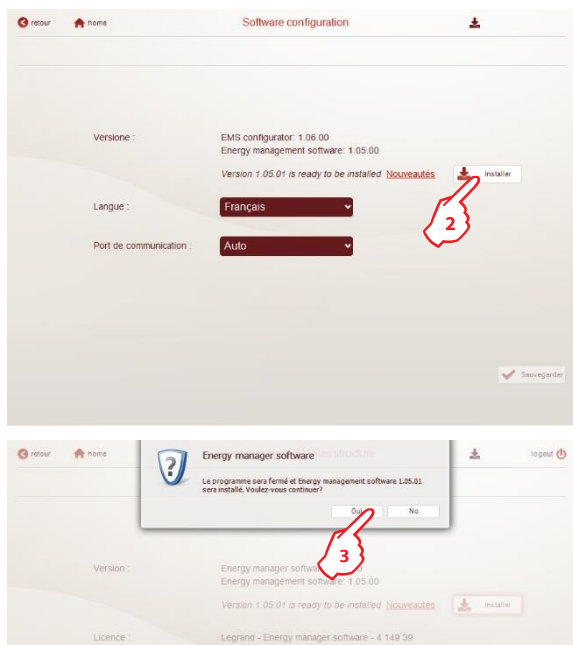 retour home Software configuration
Versione : EMS configurator: 1.06.00
Energy management software: 1.05.00
Version 1.05.01 is ready to be installed Nouveautés Installer
Langue : Français
2
Port de communication : Auto
Sauvegarder
retour home logout
Energy manager software
Le programme sera fermé et Energy management software 1.05.01
sera installé. Voulez-vous continuer?
Oui No
3
Version : Energy manager software
Energy management software: 1.05.00
Version 1.05.01 is ready to be installed Nouveautés Installer
Licence : Legrand - Energy manager software - 4 149 39